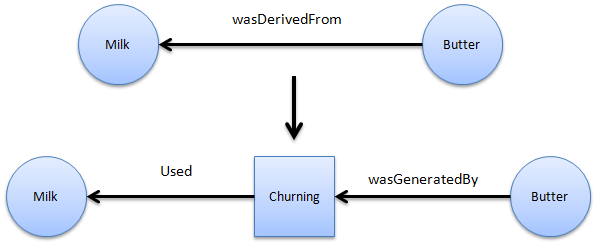 wasDerivedFrom
Milk
Butter
Used
wasGeneratedBy
Milk
Churning
Butter